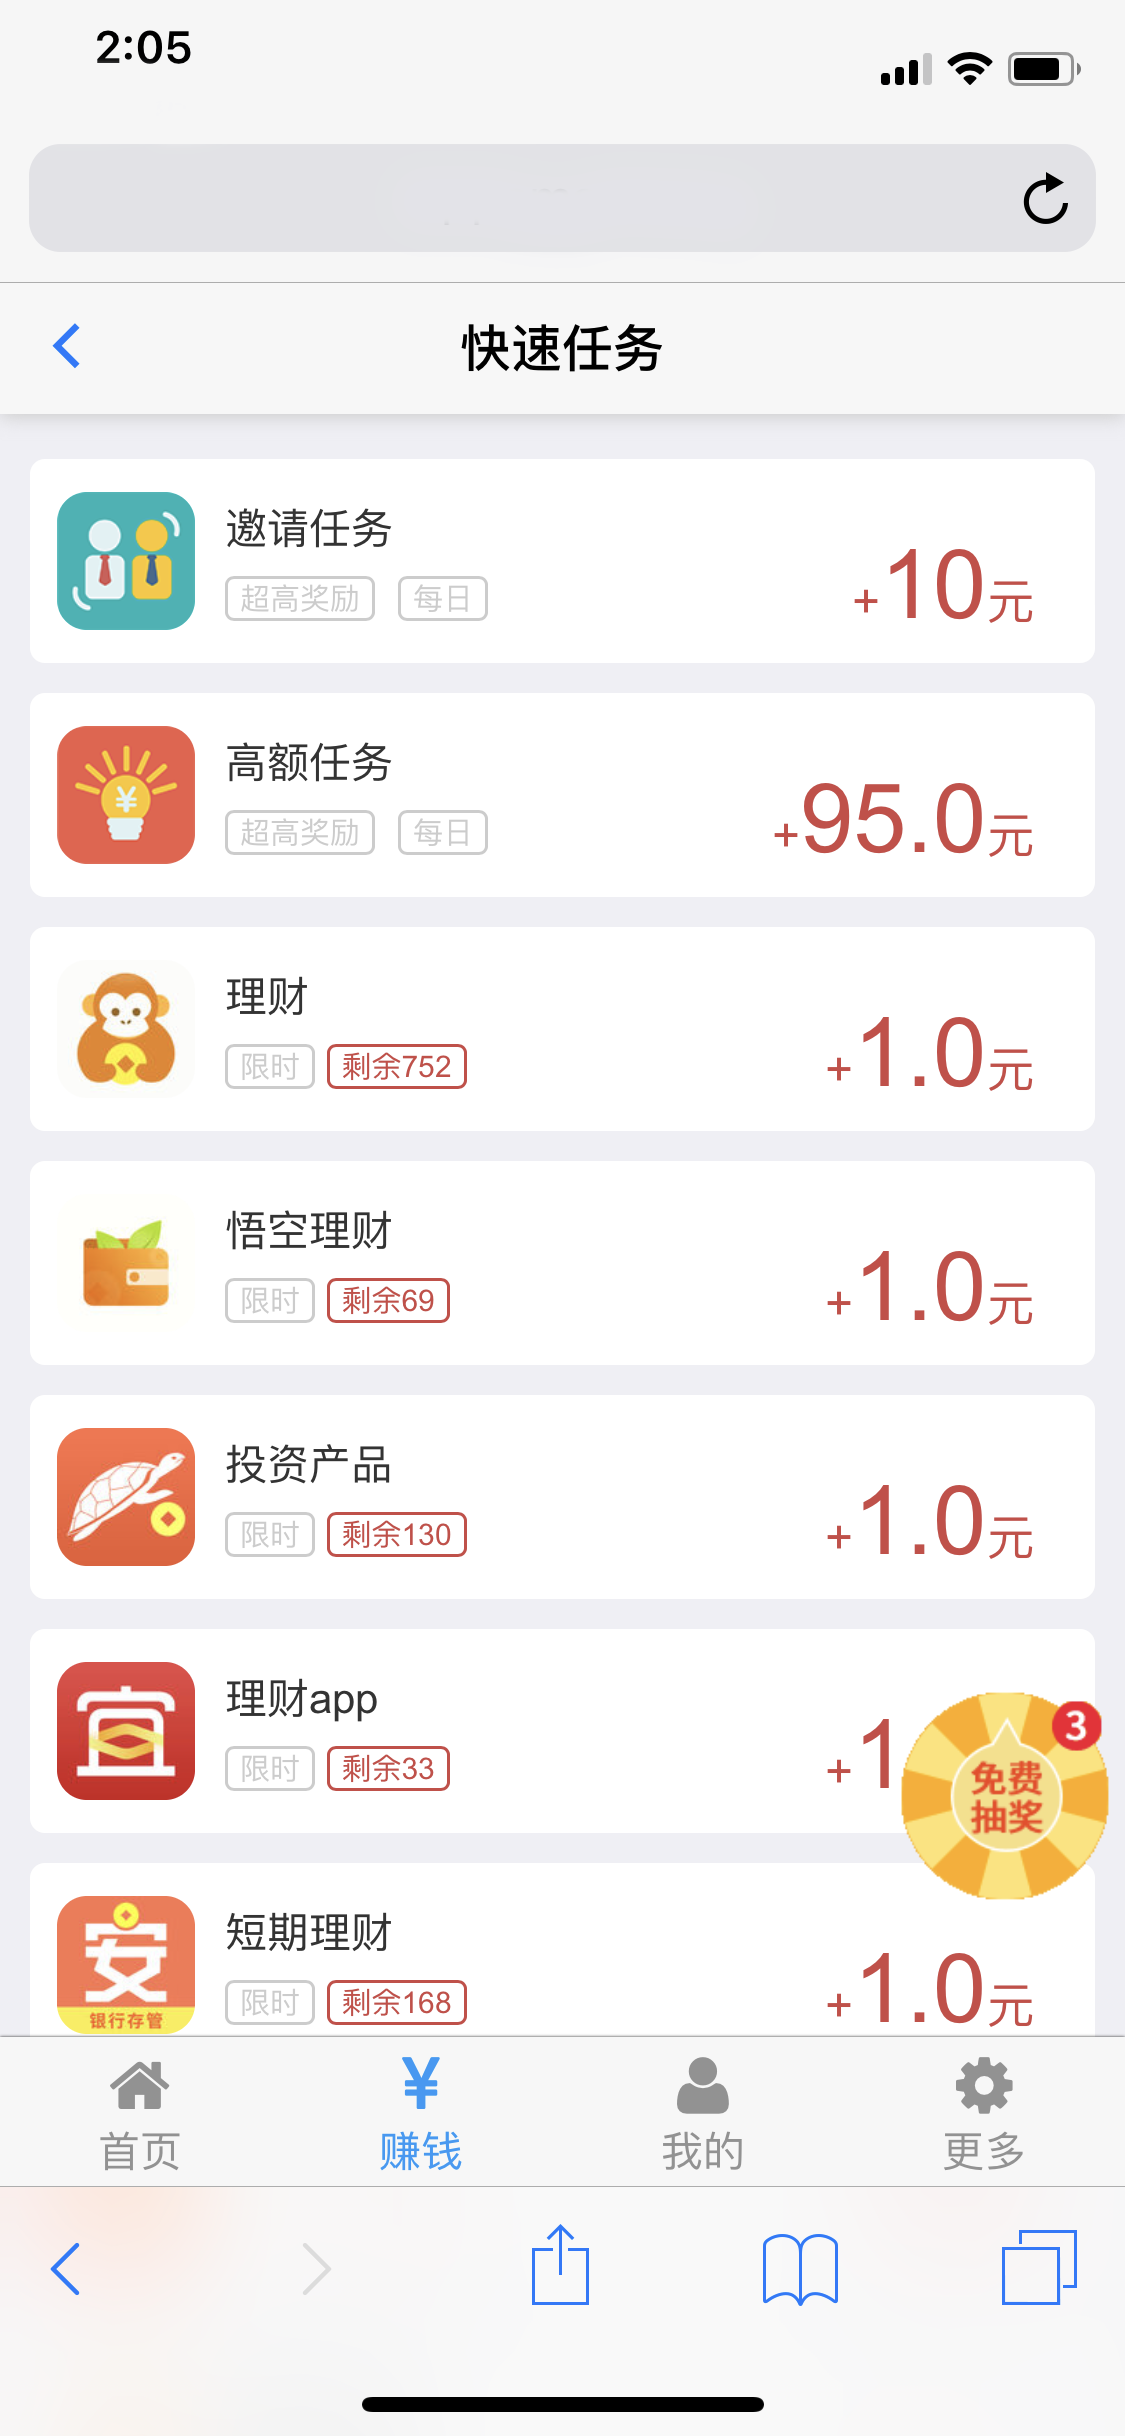 2:05
快速任务
邀请任务
超高奖励 每日
+10元
高额任务
超高奖励 每日
+95.0元
理财
限时 剩余752
+1.0元
悟空理财
限时 剩余69
+1.0元
投资产品
限时 剩余130
+1.0元
宜
理财app
限时 剩余33
+1
3
免费
抽奖
安
银行存管
短期理财
限时 剩余168
+1.0元
¥
首页 赚钱 我的 更多